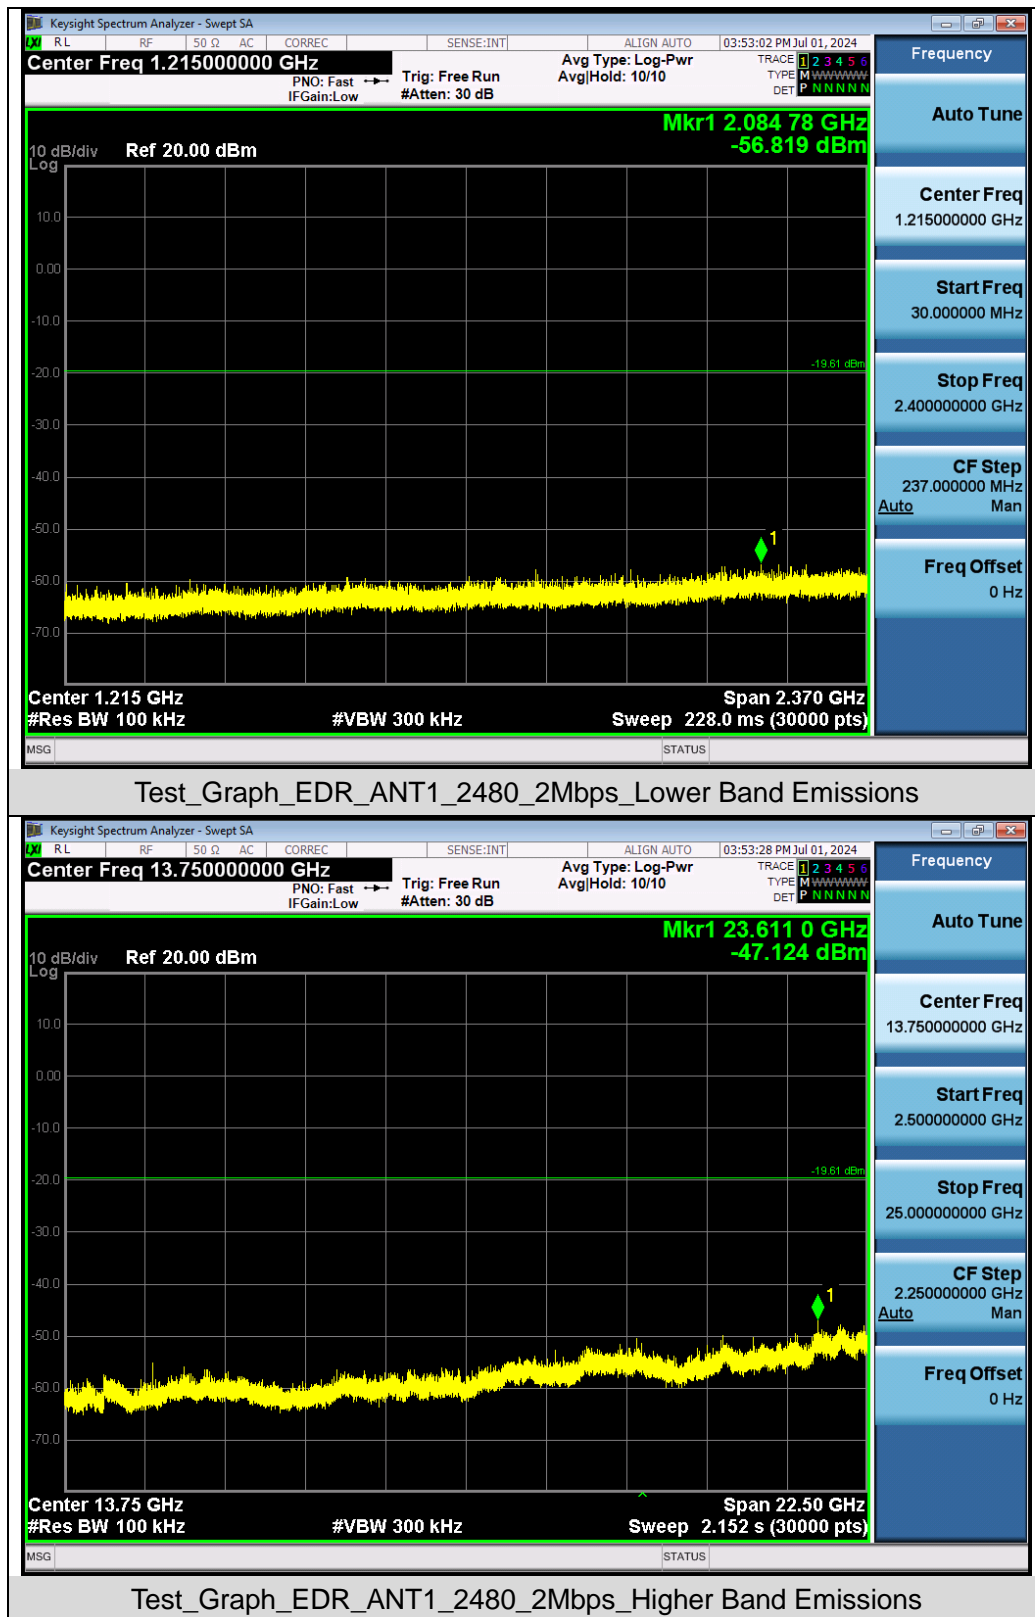 Keysight Spectrum Analyzer - Swept SA
LXI RL RF 50 Ω AC CORREC SENSE:INT ALIGN AUTO 03:53:02 PM Jul 01, 2024
Center Freq 1.215000000 GHz
PNO: Fast
IFGain:Low
Trig: Free Run
#Atten: 30 dB
Avg Type: Log-Pwr
Avg|Hold: 10/10
TRACE 1 2 3 4 5 6
TYPE M WWWWW
DET P N N N N N
Mkr1 2.084 78 GHz
-56.819 dBm
10 dB/div
Log
Ref 20.00 dBm
10.0
0.00
-10.0
-19.61 dBm
-20.0
-30.0
-40.0
-50.0
1
-60.0
-70.0
Center 1.215 GHz
Span 2.370 GHz
#Res BW 100 kHz
#VBW 300 kHz
Sweep 228.0 ms (30000 pts)
MSG
STATUS
Frequency
Auto Tune
Center Freq
1.215000000 GHz
Start Freq
30.000000 MHz
Stop Freq
2.400000000 GHz
CF Step
237.000000 MHz
Auto Man
Freq Offset
0 Hz
Test_Graph_EDR_ANT1_2480_2Mbps_Lower Band Emissions
Keysight Spectrum Analyzer - Swept SA
LXI RL RF 50 Ω AC CORREC SENSE:INT ALIGN AUTO 03:53:28 PM Jul 01, 2024
Center Freq 13.750000000 GHz
PNO: Fast
IFGain:Low
Trig: Free Run
#Atten: 30 dB
Avg Type: Log-Pwr
Avg|Hold: 10/10
TRACE 1 2 3 4 5 6
TYPE M WWWWW
DET P N N N N N
Mkr1 23.611 0 GHz
-47.124 dBm
10 dB/div
Log
Ref 20.00 dBm
10.0
0.00
-10.0
-19.61 dBm
-20.0
-30.0
-40.0
1
-50.0
-60.0
-70.0
Center 13.75 GHz
Span 22.50 GHz
#Res BW 100 kHz
#VBW 300 kHz
Sweep 2.152 s (30000 pts)
MSG
STATUS
Frequency
Auto Tune
Center Freq
13.750000000 GHz
Start Freq
2.500000000 GHz
Stop Freq
25.000000000 GHz
CF Step
2.250000000 GHz
Auto Man
Freq Offset
0 Hz
Test_Graph_EDR_ANT1_2480_2Mbps_Higher Band Emissions